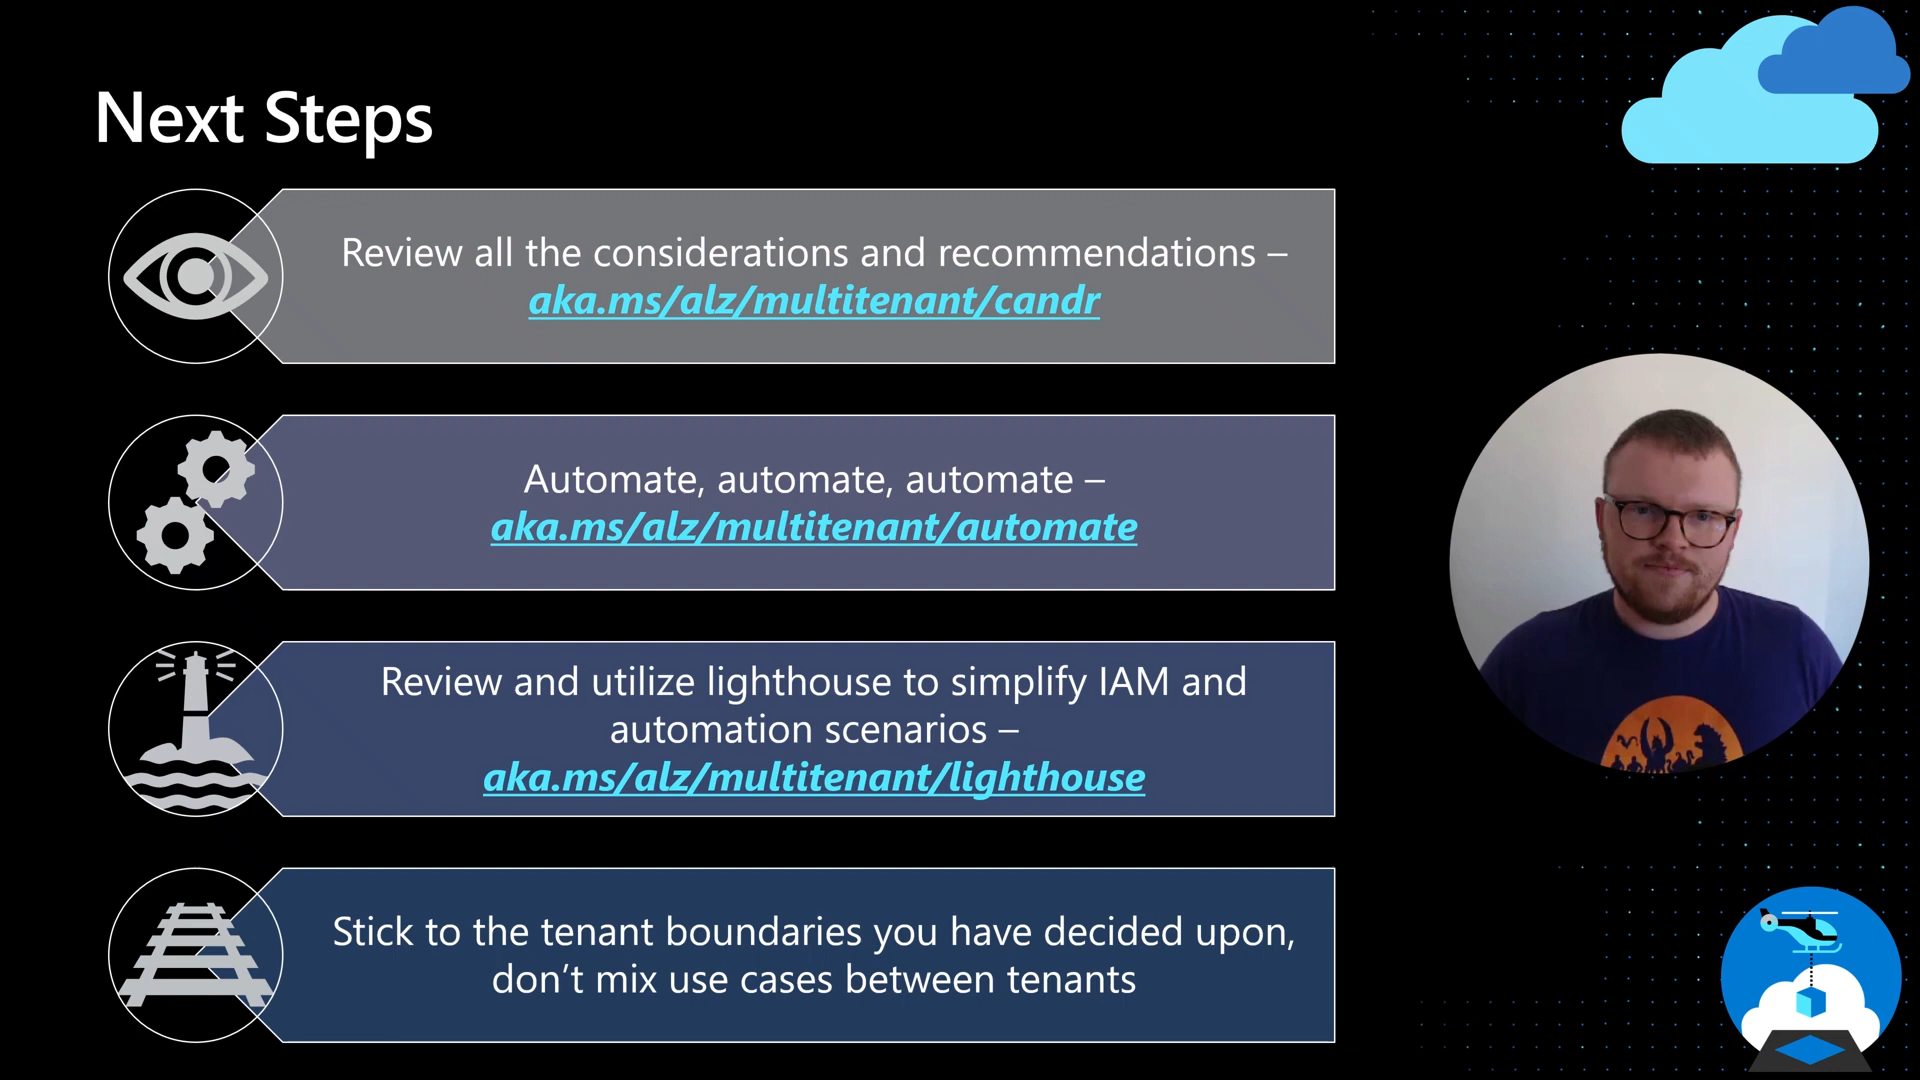 Next Steps
Review all the considerations and recommendations –
aka.ms/alz/multitenant/candr
Automate, automate, automate –
aka.ms/alz/multitenant/automate
Review and utilize lighthouse to simplify IAM and
automation scenarios –
aka.ms/alz/multitenant/lighthouse
Stick to the tenant boundaries you have decided upon,
don’t mix use cases between tenants